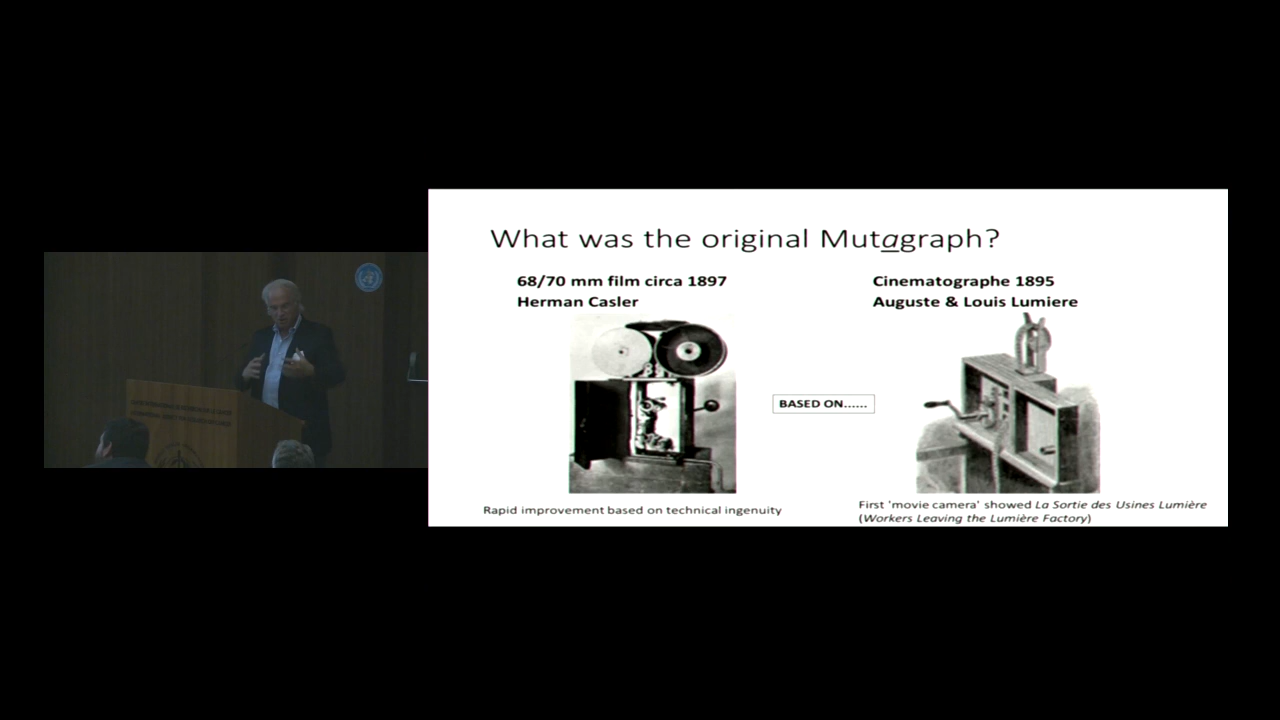 What was the original Mutagraph?
68/70 mm film circa 1897
Herman Casler
Cinematographe 1895
Auguste & Louis Lumiere
BASED ON......
Rapid improvement based on technical ingenuity
First 'movie camera' showed La Sortie des Usines Lumière
(Workers Leaving the Lumière Factory)